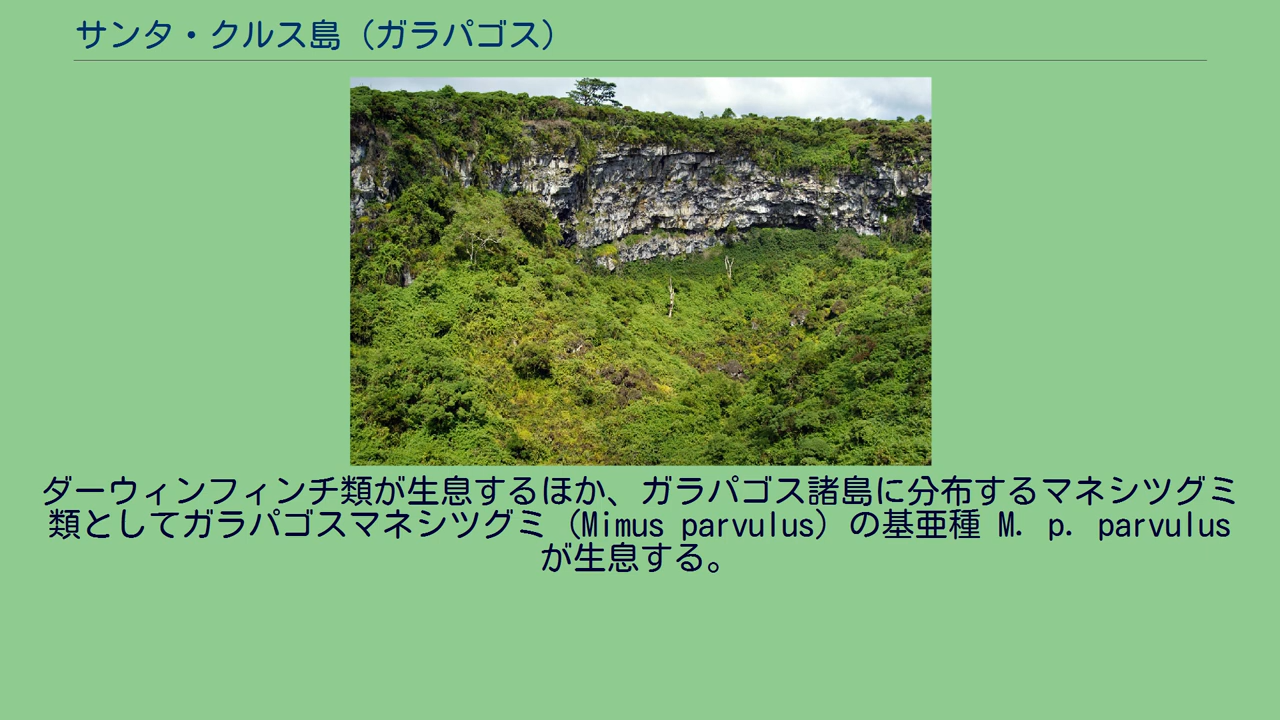 サンタ・クルス島（ガラパゴス）
ダーウィンフィンチ類が生息するほか、ガラパゴス諸島に分布するマネシツグミ
類としてガラパゴスマネシツグミ（Mimus parvulus）の基亜種 M. p. parvulus
が生息する。